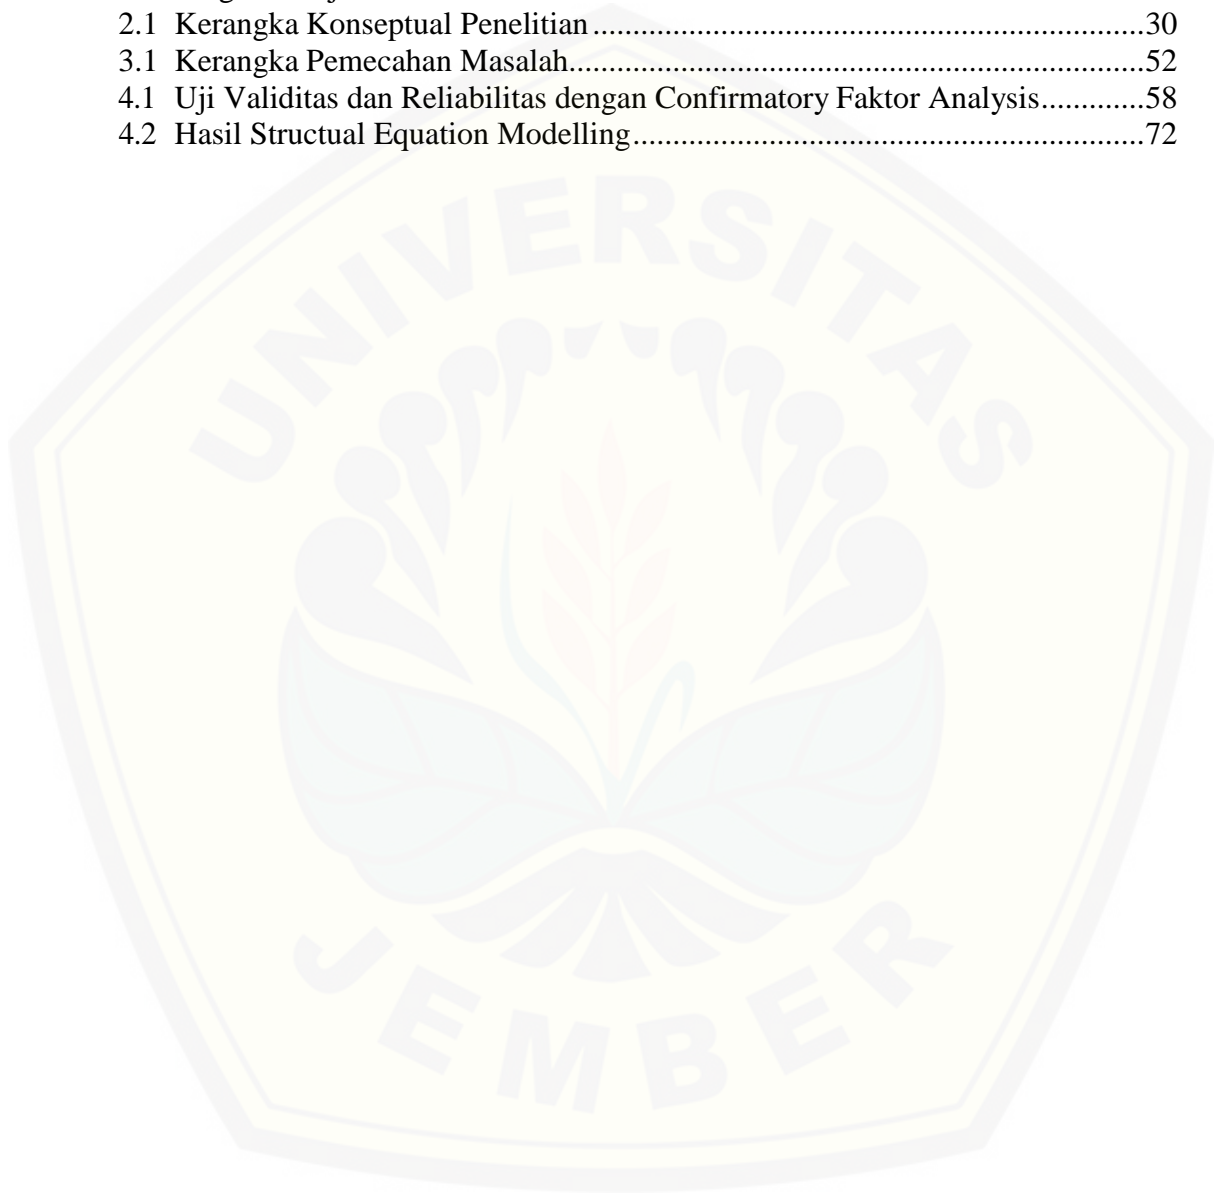 2.1 Kerangka Konseptual Penelitian......................................................................30
3.1 Kerangka Pemecahan Masalah.........................................................................52
4.1 Uji Validitas dan Reliabilitas dengan Confirmatory Faktor Analysis.............58
4.2 Hasil Structual Equation Modelling.................................................................72
UNIVERSITAS
JEMBER